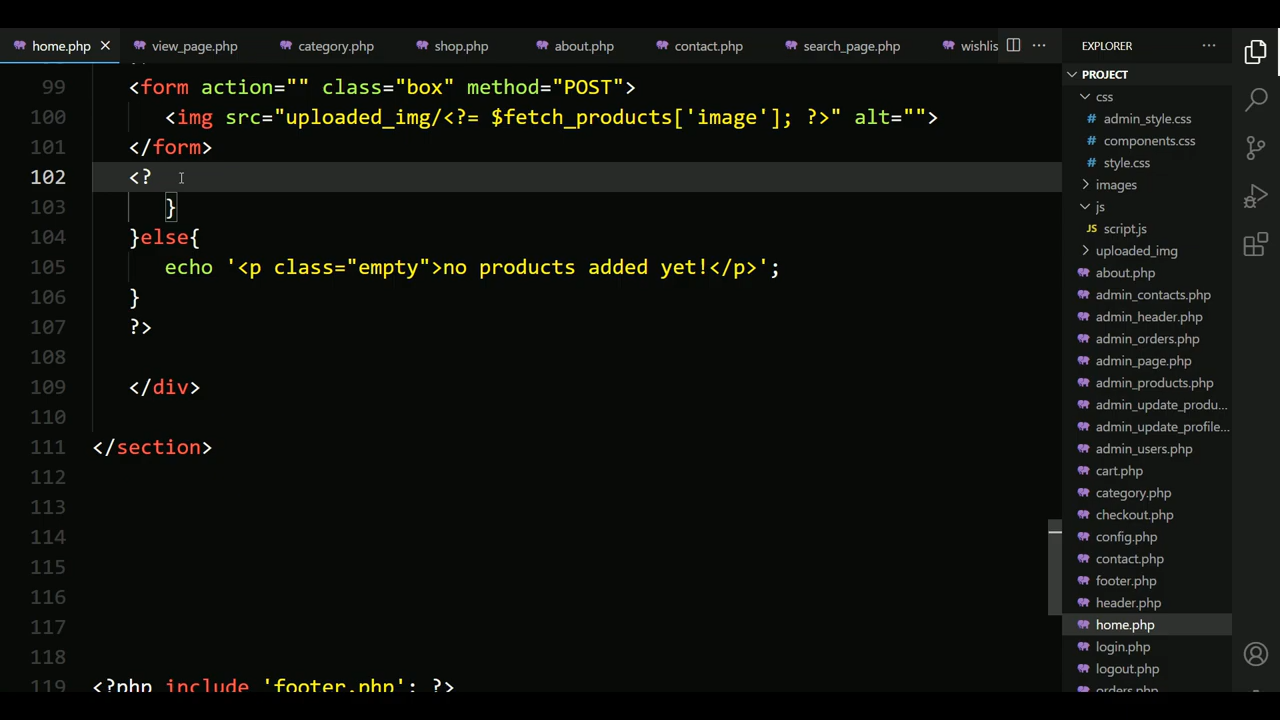 home.php
view_page.php
category.php
shop.php
about.php
contact.php
search_page.php
wishlis
EXPLORER
99 <form action="" class="box" method="POST">
100 <img src="uploaded_img/<?= $fetch_products['image']; ?>" alt="">
101 </form>
102 <?
103 }
104 }else{
105 echo '<p class="empty">no products added yet!</p>';
106 }
107 ?>
108
109 </div>
110
111 </section>
112
113
114
115
116
117
118
119 <?php include 'footer.php'; ?>
PROJECT
css
# admin_style.css
# components.css
# style.css
images
js
JS script.js
uploaded_img
about.php
admin_contacts.php
admin_header.php
admin_orders.php
admin_page.php
admin_products.php
admin_update_produ...
admin_update_profile...
admin_users.php
cart.php
category.php
checkout.php
config.php
contact.php
footer.php
header.php
home.php
login.php
logout.php
orders.php